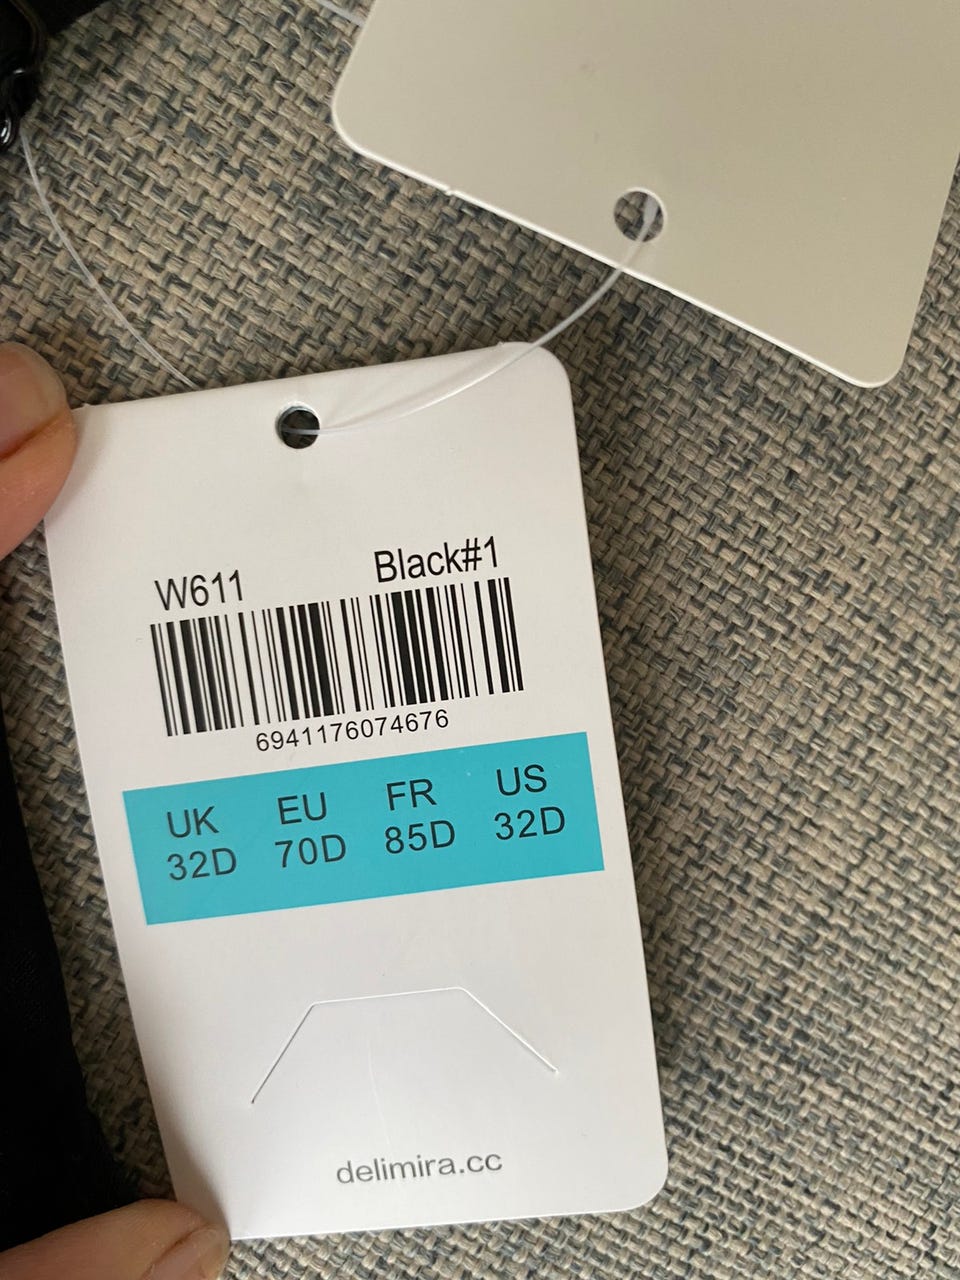 W611 Black#1
6941176074676
UK EU FR US
32D 70D 85D 32D
delimira.cc